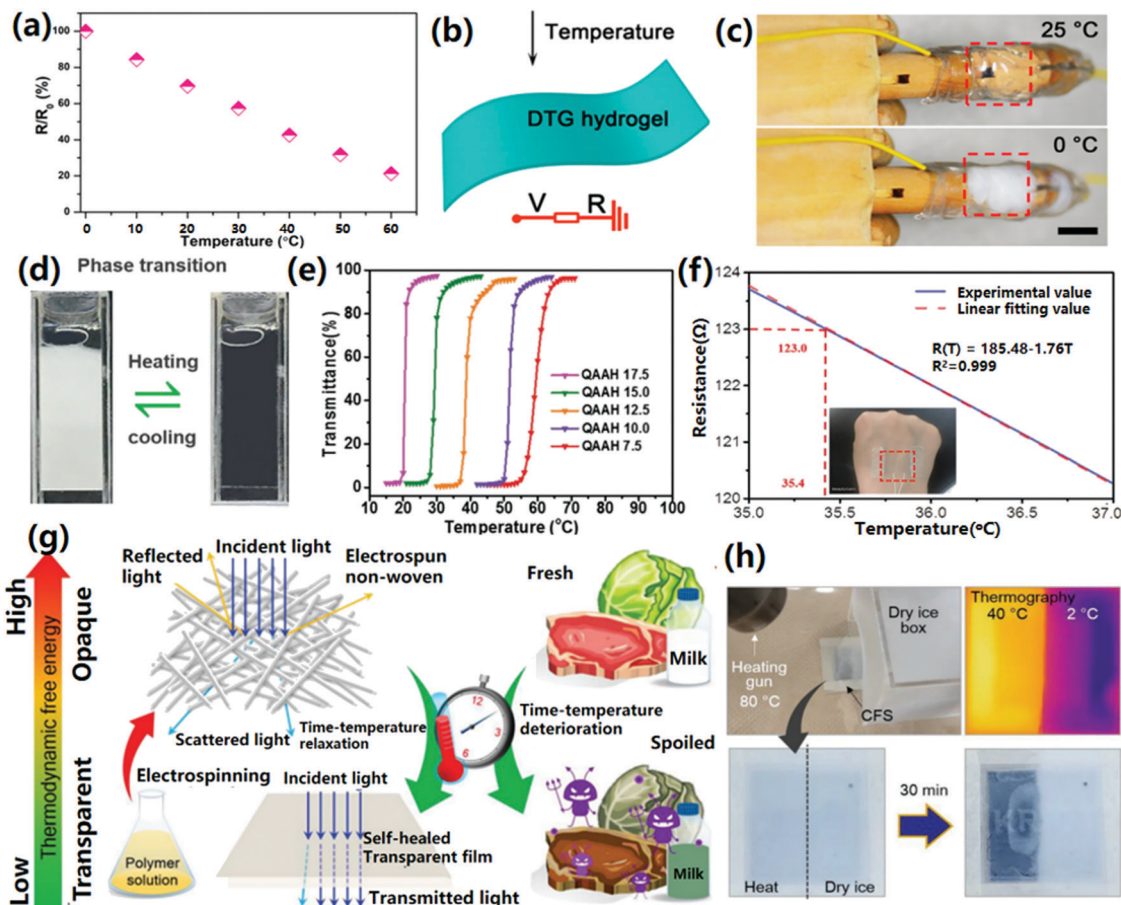 (a)
100
80
60
40
20
0
R/R₀ (%)
0 10 20 30 40 50 60
Temperature (°C)
(b)
Temperature
DTG hydrogel
V R
(c)
25 °C
0 °C
(d)
Phase transition
Heating
cooling
(e)
100
80
60
40
20
0
Transmittance(%)
QAAH 17.5
QAAH 15.0
QAAH 12.5
QAAH 10.0
QAAH 7.5
10 20 30 40 50 60 70 80
Temperature (°C)
(f)
124
123
122
121
120
Resistance(Ω)
Experimental value
Linear fitting value
R(T) = 185.48-1.76T
R²=0.999
123.0
35.4
35.0 35.5 36.0 36.5 37.0
Temperature(°C)
(g)
High
Low
Opaque
Transparent
Thermodynamic free energy
Reflected
light
Incident light
Electrospun
non-woven
Scattered light
Time-temperature
relaxation
Electrospinning
Polymer
solution
Incident light
Self-healed
Transparent film
Transmitted light
12
3
6
Fresh
Milk
Time-temperature
deterioration
Spoiled
Milk
(h)
Heating
gun
80 °C
Dry ice
box
CFS
Thermography
40 °C 2 °C
Heat Dry ice
30 min